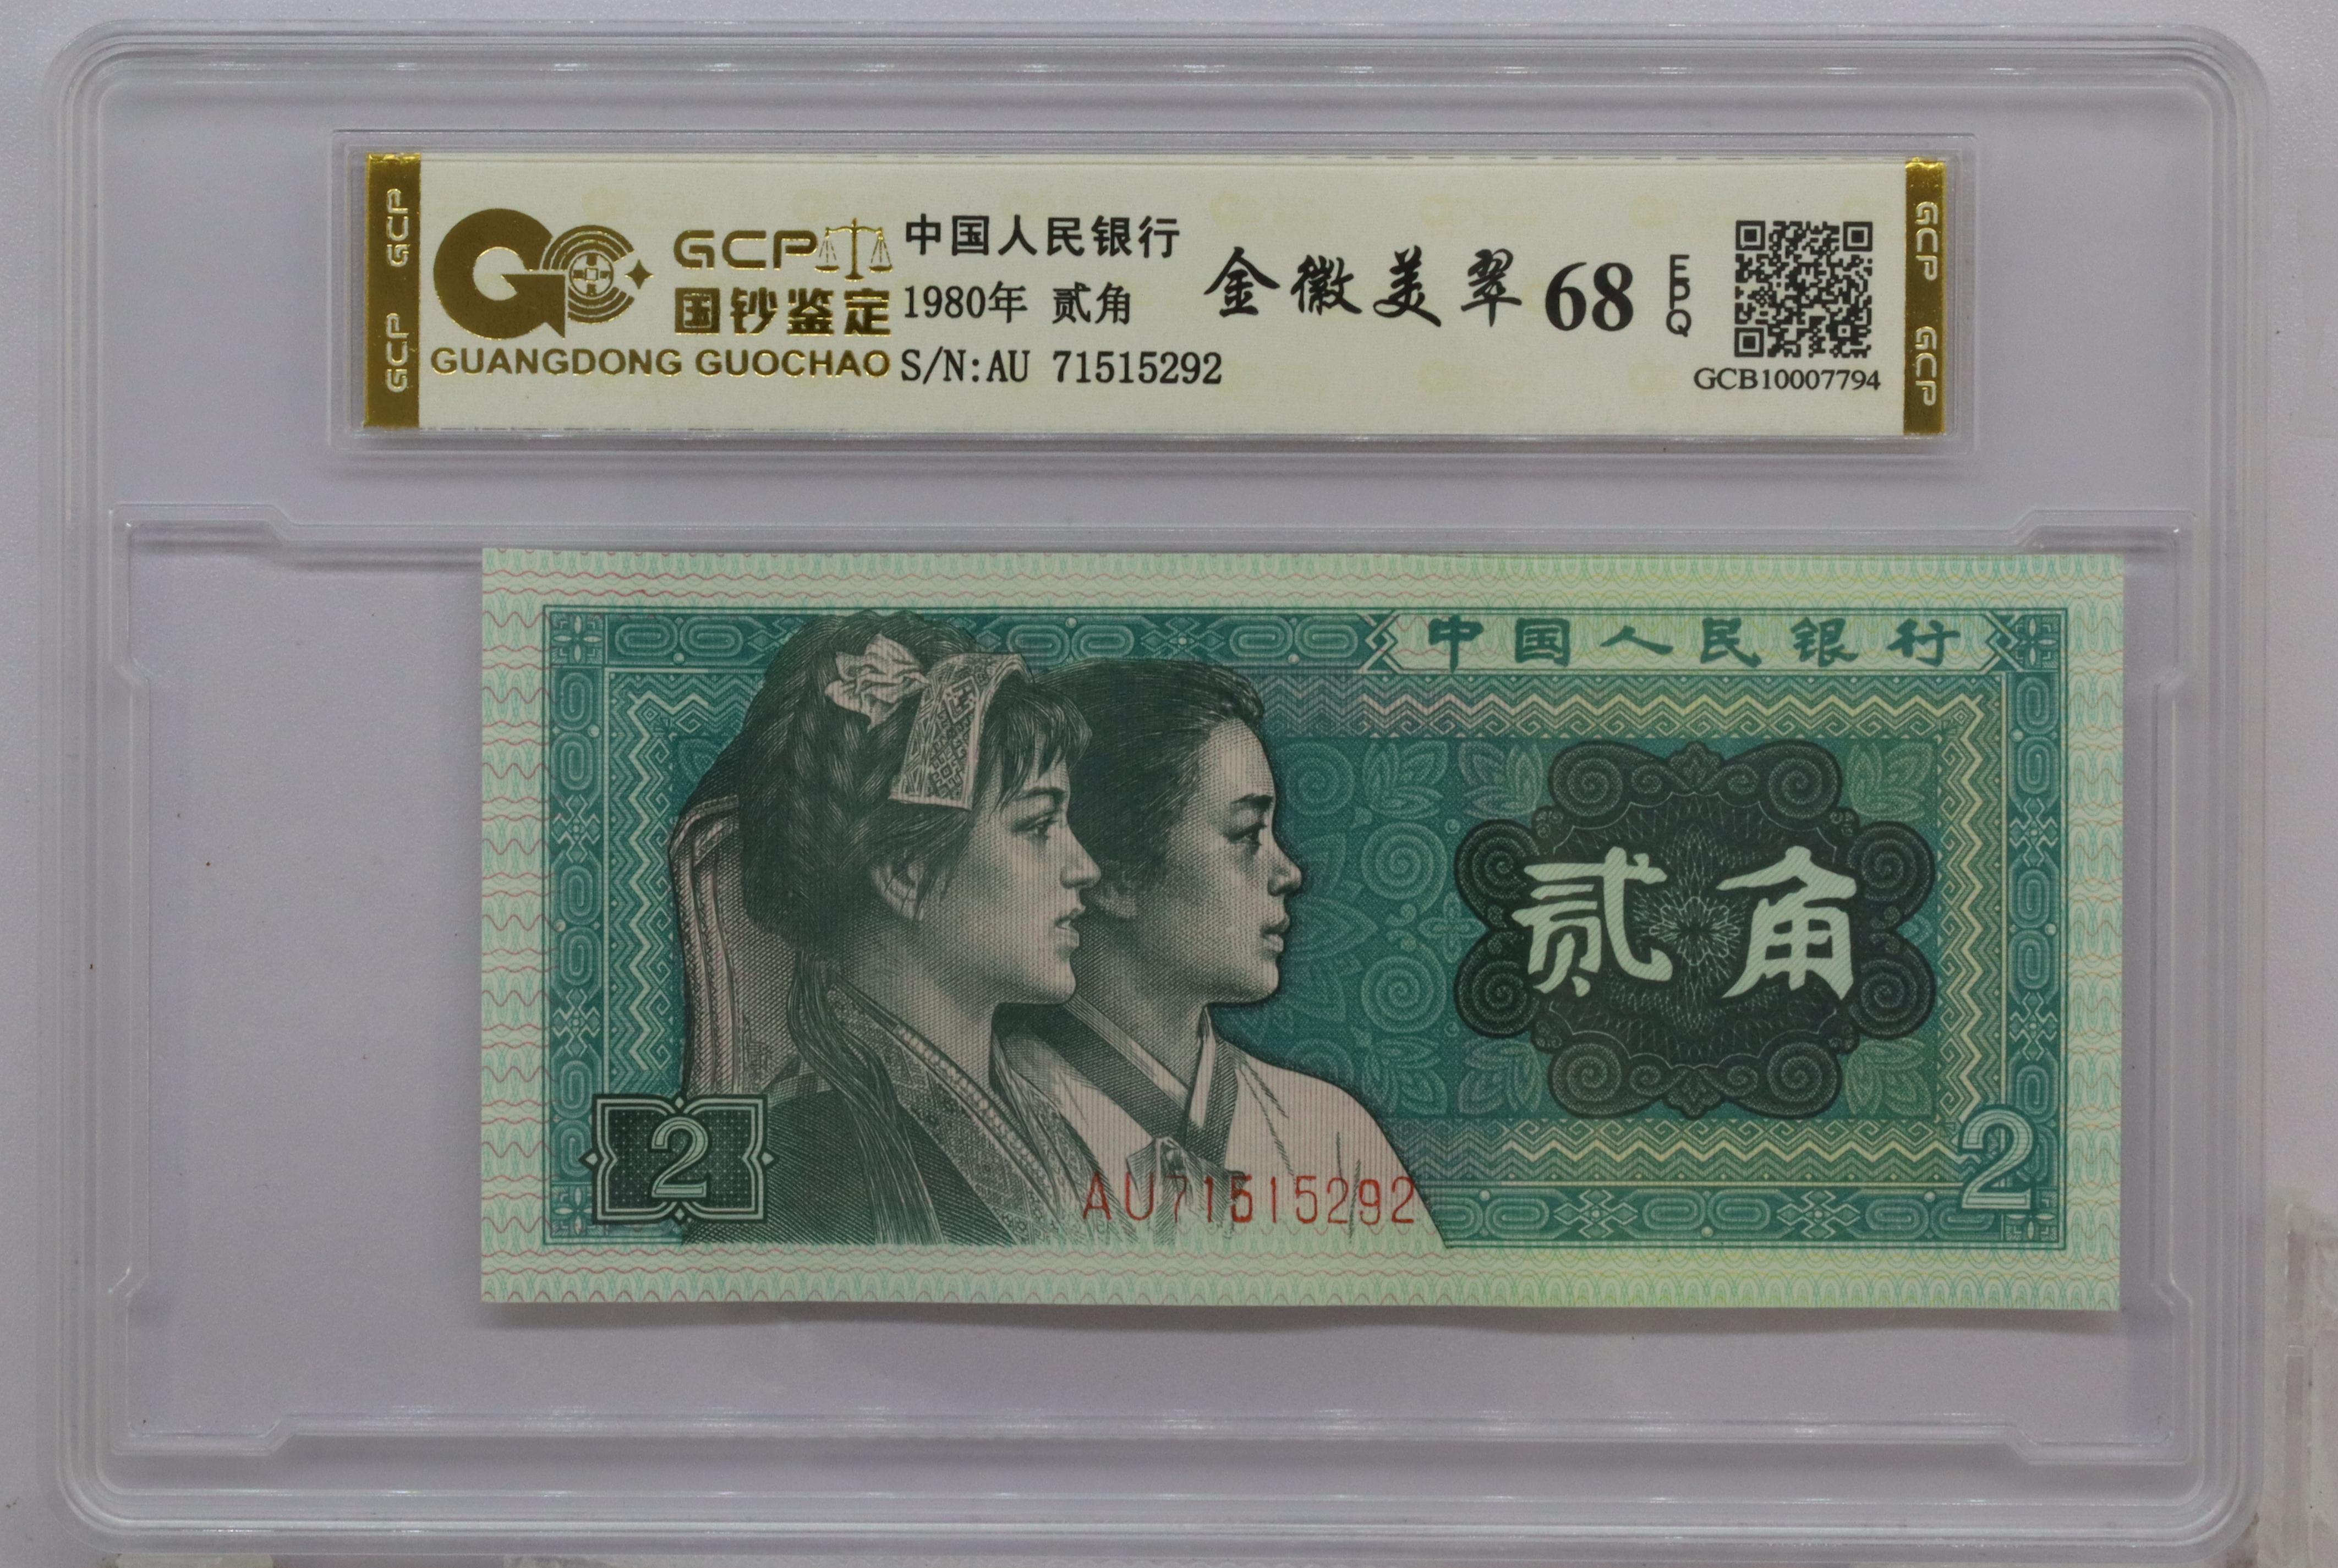 GCP GCP
GCP
国钞鉴定
GUANGDONG GUOCHAO
中国人民银行
1980年 贰角
S/N:AU 71515292
金徽美翠 68 EPQ
GCB10007794
GCP GCP
中国人民银行
贰角
2
AU71515292
2